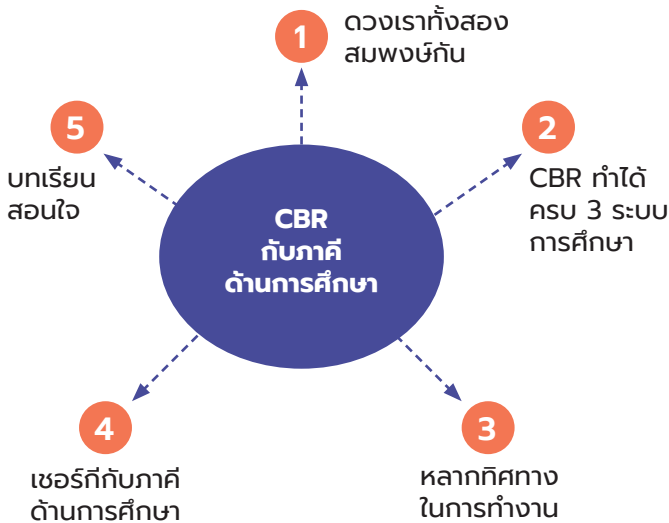 CBR
กับภาคี
ด้านการศึกษา
1
ดวงเราทั้งสอง
สมพงษ์กัน
2
CBR ทำได้
ครบ 3 ระบบ
การศึกษา
3
หลากทิศทาง
ในการทำงาน
4
เชอร์กีกับภาคี
ด้านการศึกษา
5
บทเรียน
สอนใจ